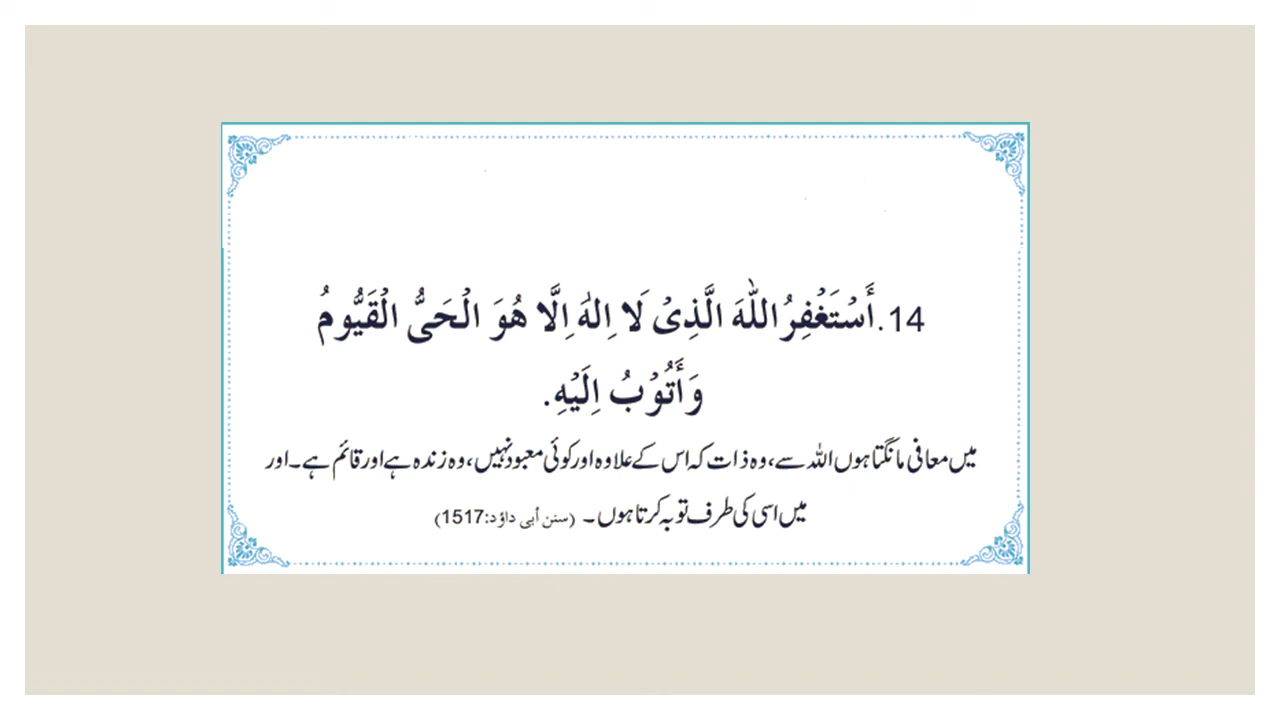 14. أَسْتَغْفِرُ اللّٰهَ الَّذِىْ لَا اِلٰهَ اِلَّا هُوَ الْحَىُّ الْقَيُّوْمُ
وَأَتُوْبُ اِلَيْهِ.
میں معافی مانگتا ہوں اللہ سے، وہ ذات کہ اس کے علاوہ اور کوئی معبود نہیں، وہ زندہ ہے اور قائم ہے۔ اور
میں اسی کی طرف توبہ کرتا ہوں۔ (سنن أبی داؤد:1517)